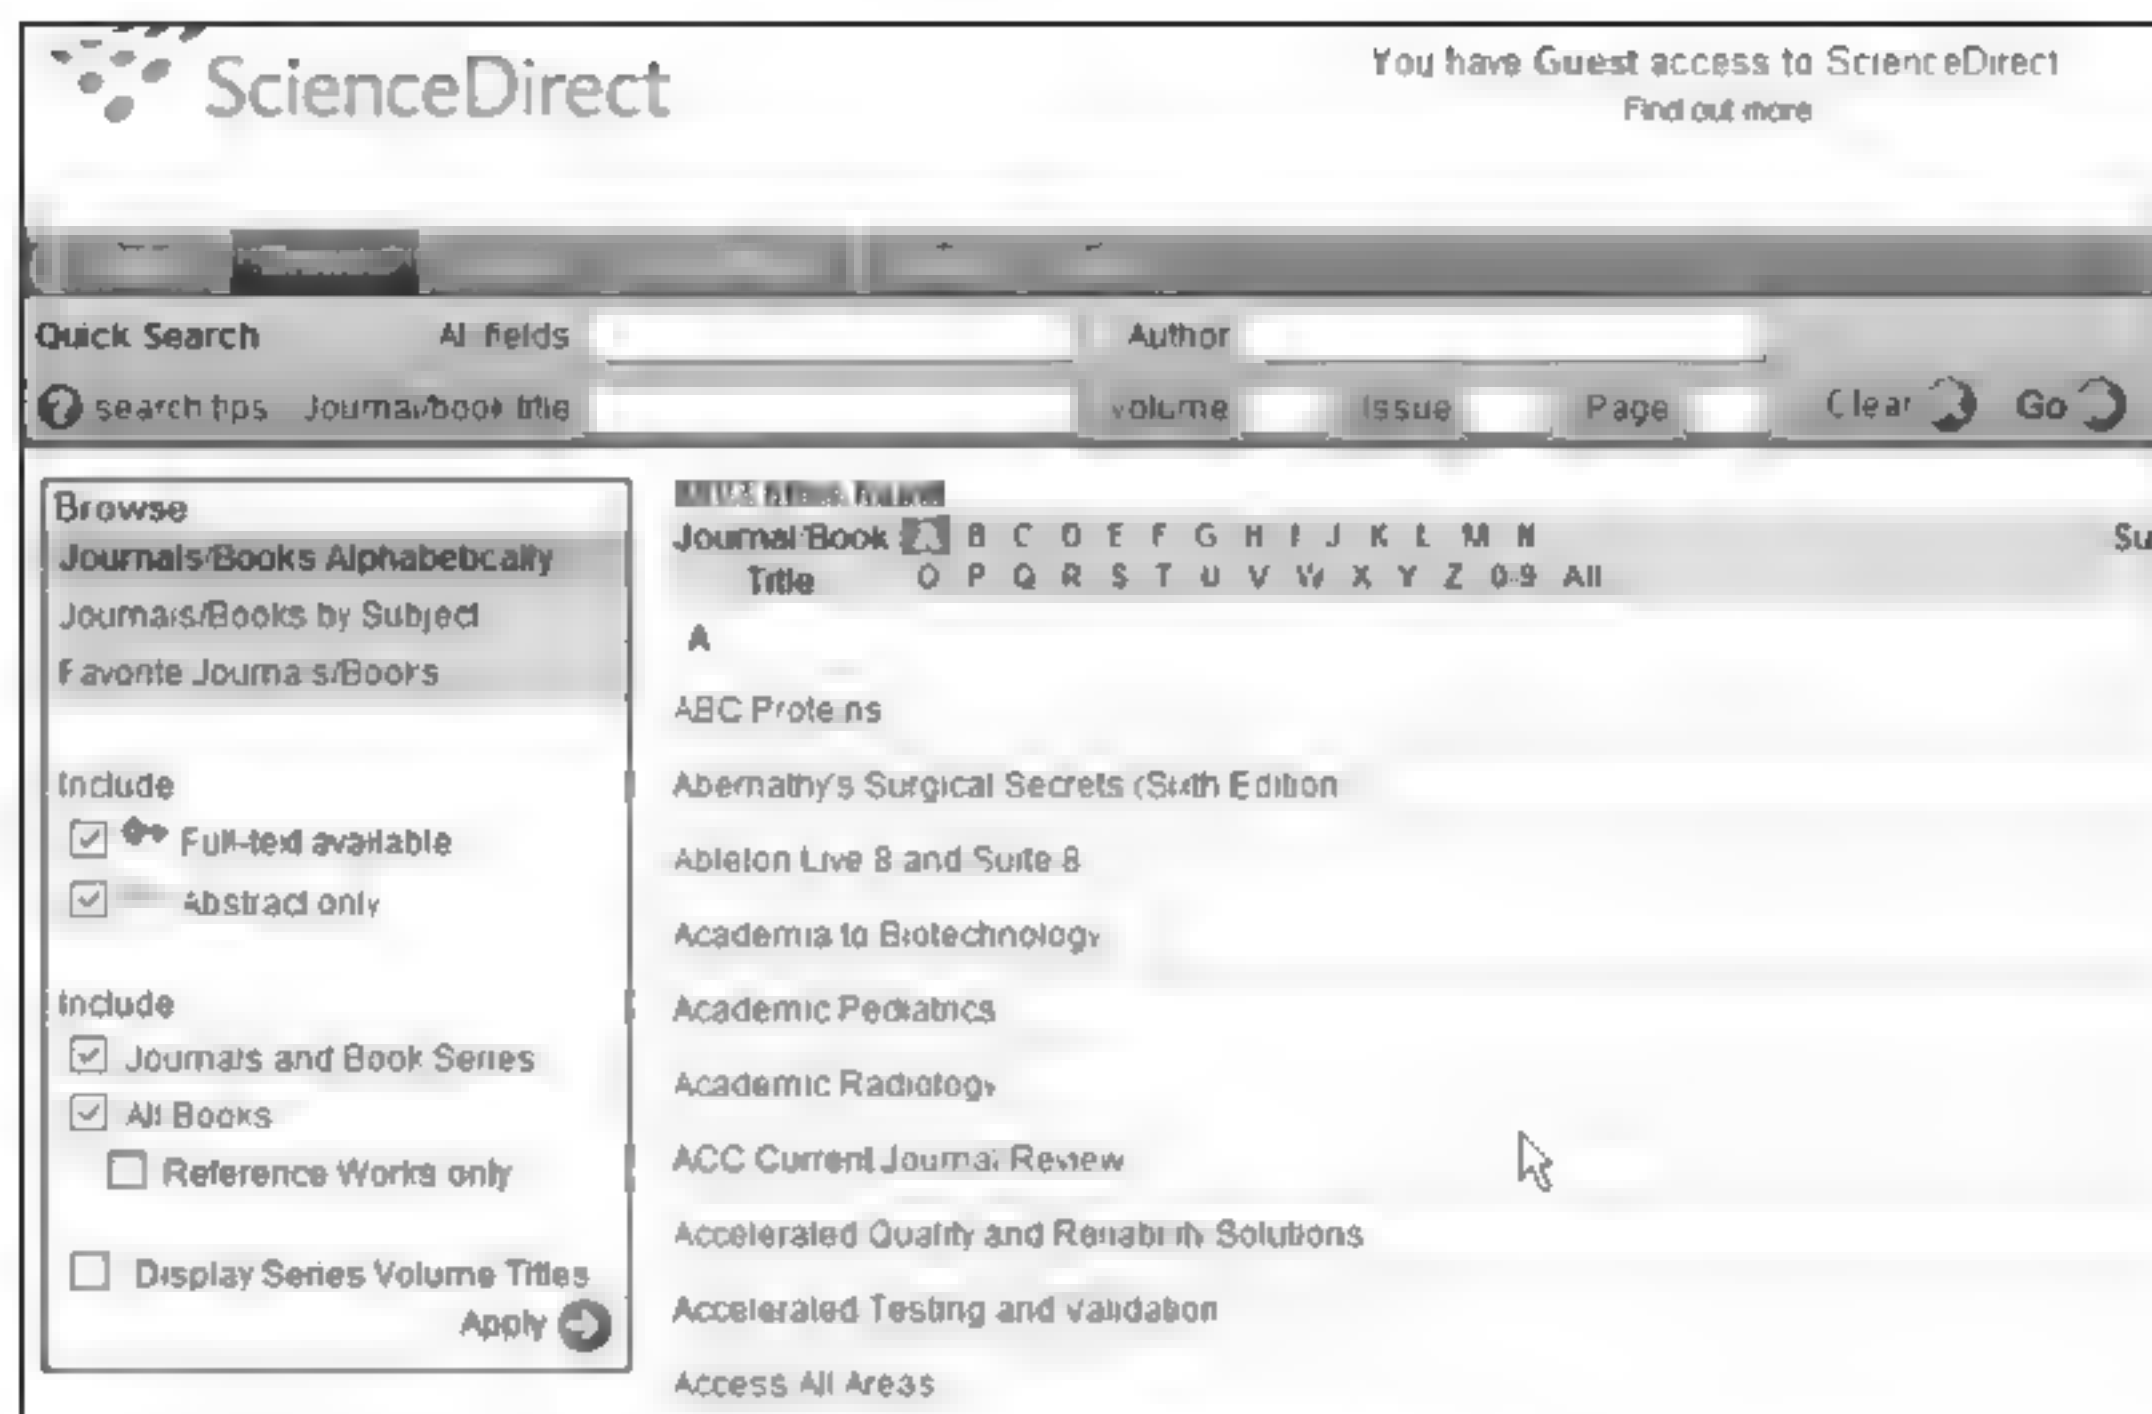 ScienceDirect
You have Guest access to ScienceDirect
Find out more
Quick Search All fields Author
? search tips Journal/book title Volume Issue Page Clear Go
Browse
Journals/Books Alphabetically
Journals/Books by Subject
Favorite Journals/Books
Include
Full-text available
Abstract only
Include
Journals and Book Series
All Books
Reference Works only
Display Series Volume Titles
Apply
Journal/Book A B C D E F G H I J K L M N
Title O P Q R S T U V W X Y Z 0-9 All
Su
A
ABC Proteins
Abernathy's Surgical Secrets (Sixth Edition
Ableton Live 8 and Suite 8
Academia to Biotechnology
Academic Pediatrics
Academic Radiology
ACC Current Journal Review
Accelerated Quality and Reliability Solutions
Accelerated Testing and Validation
Access All Areas